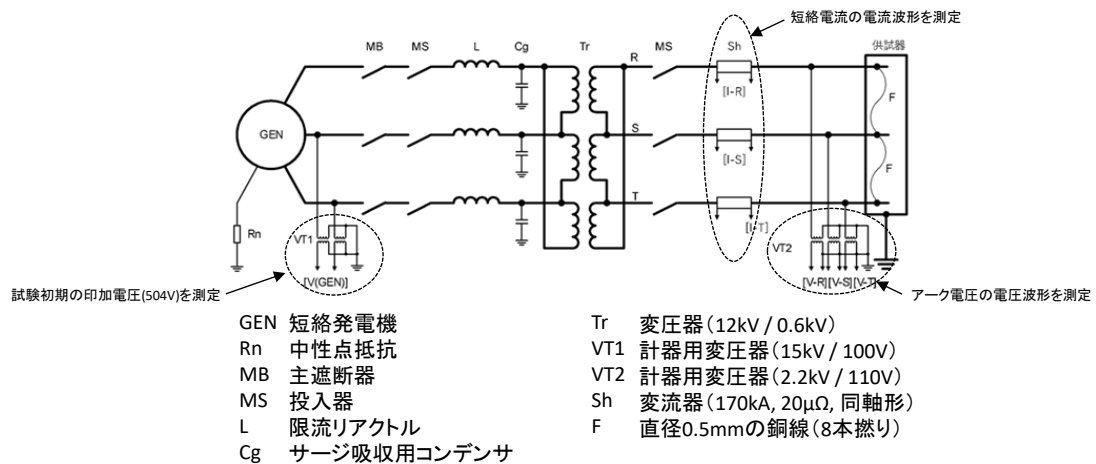 短絡電流の電流波形を測定
MB MS L Cg Tr MS Sh 供試器
R
[I-R]
F
GEN
S
[I-S]
F
T
[I-T]
Rn
VT1
VT2
[V(GEN)]
[V-R][V-S][V-T]
試験初期の印加電圧(504V)を測定
アーク電圧の電圧波形を測定
GEN 短絡発電機
Rn 中性点抵抗
MB 主遮断器
MS 投入器
L 限流リアクトル
Cg サージ吸収用コンデンサ
Tr 変圧器(12kV / 0.6kV)
VT1 計器用変圧器(15kV / 100V)
VT2 計器用変圧器(2.2kV / 110V)
Sh 変流器(170kA, 20μΩ, 同軸形)
F 直径0.5mmの銅線(8本撚り)